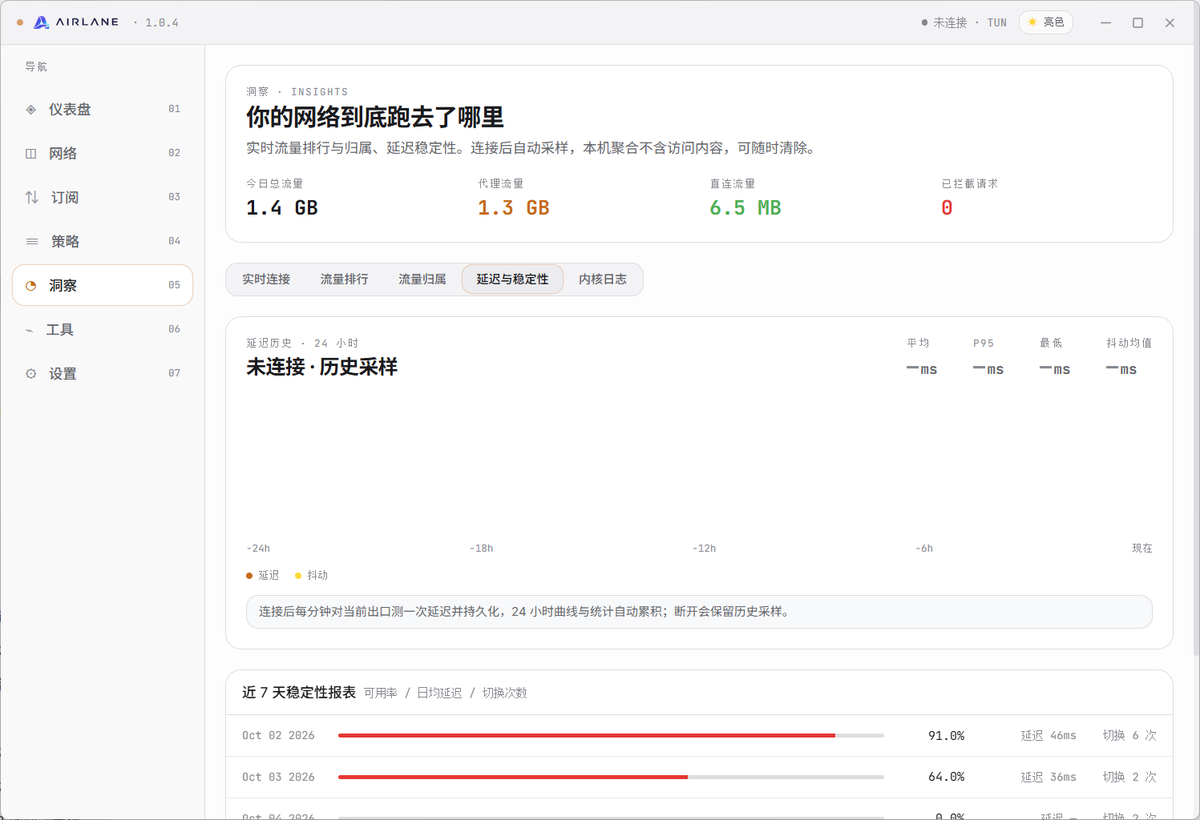 AIRLANE · 1.0.4
未连接 · TUN 亮色
导航
仪表盘 01
网络 02
订阅 03
策略 04
洞察 05
工具 06
设置 07
洞察 · INSIGHTS
你的网络到底跑去了哪里
实时流量排行与归属、延迟稳定性。连接后自动采样，本机聚合不含访问内容，可随时清除。
今日总流量 代理流量 直连流量 已拦截请求
1.4 GB 1.3 GB 6.5 MB 0
实时连接 流量排行 流量归属 延迟与稳定性 内核日志
延迟历史 · 24 小时
未连接 · 历史采样
平均 P95 最低 抖动均值
—ms —ms —ms —ms
-24h -18h -12h -6h 现在
延迟 抖动
连接后每分钟对当前出口测一次延迟并持久化，24 小时曲线与统计自动累积；断开会保留历史采样。
近 7 天稳定性报表 可用率 / 日均延迟 / 切换次数
Oct 02 2026 91.0% 延迟 46ms 切换 6 次
Oct 03 2026 64.0% 延迟 36ms 切换 2 次
Oct 04 2026 0.0% 延迟 — 切换 2 次